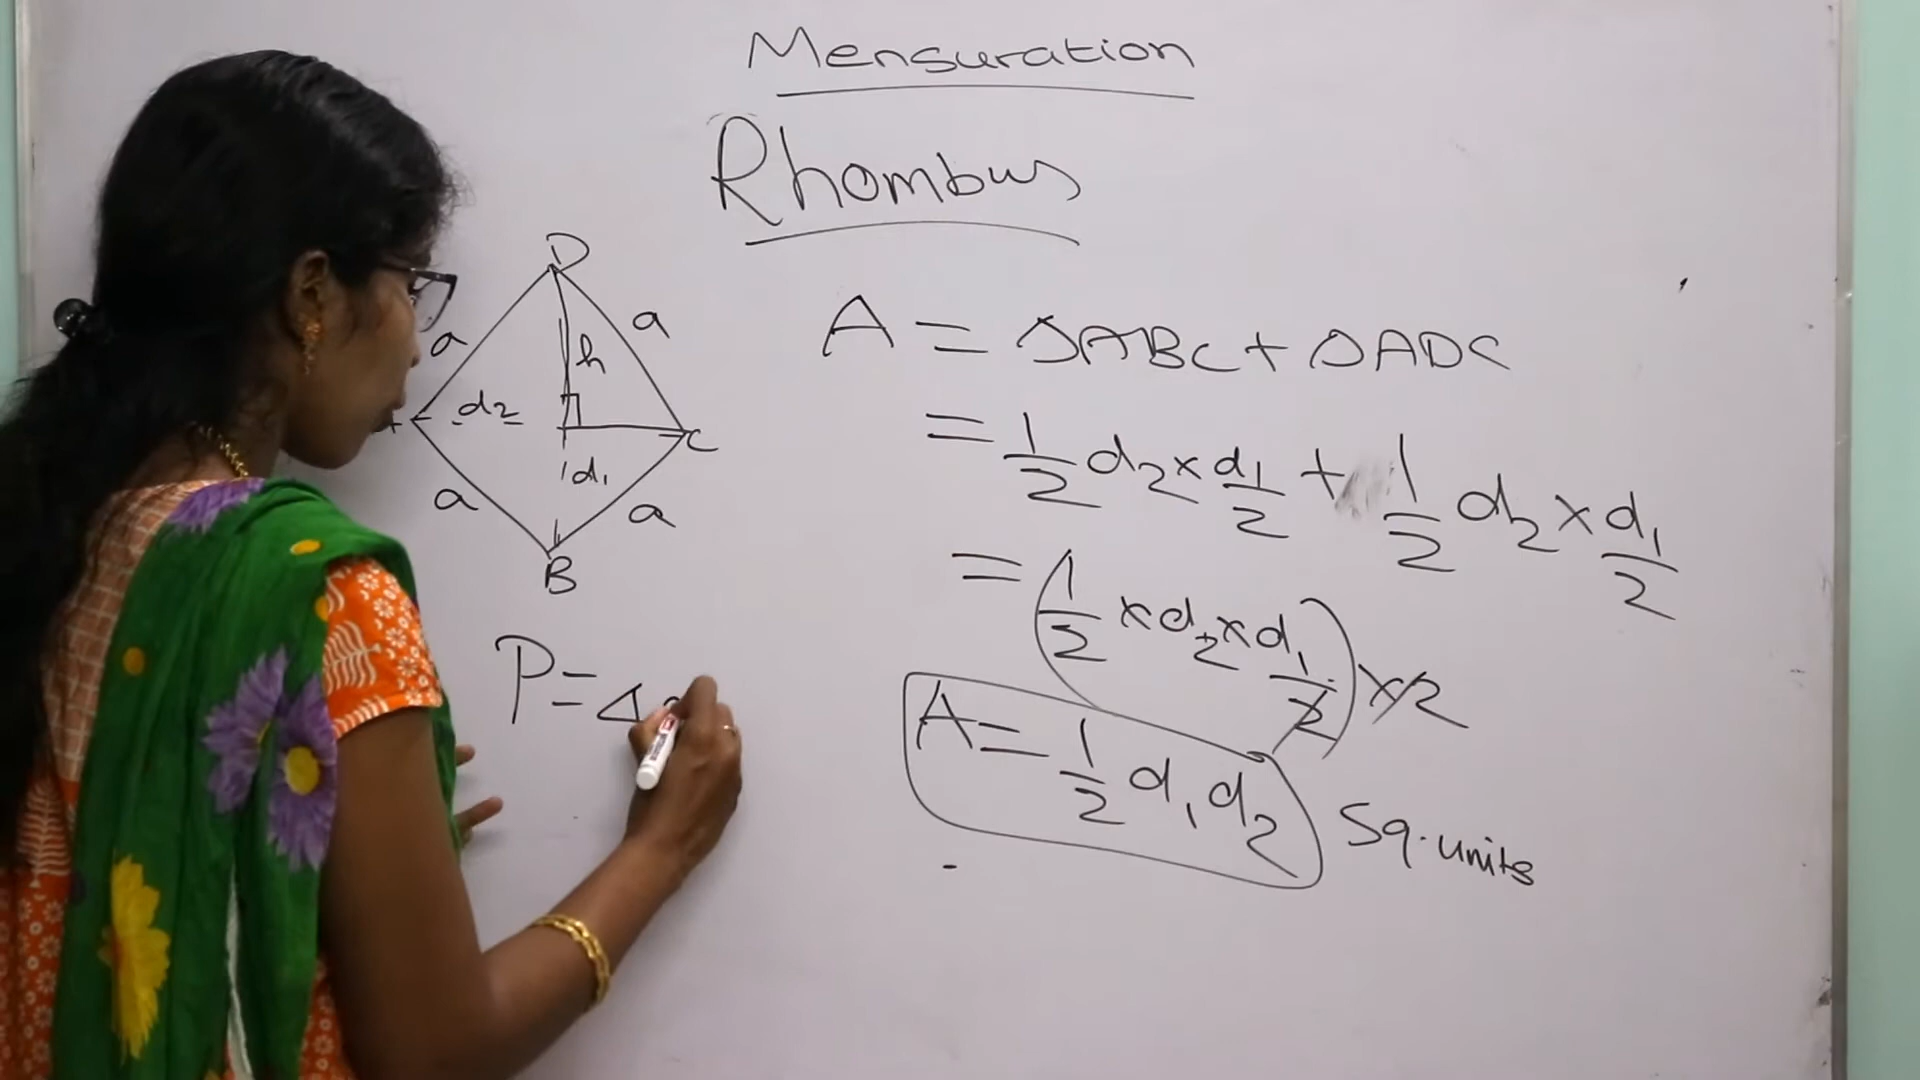 Mensuration
Rhombus
D
a
a
h
d2
C
d1
a
a
B
P=4a
A = ΔABC + ΔADC
= 1/2 d2 × d1/2 + 1/2 d2 × d1/2
= (1/2 × d2 × d1/2) × 2
A = 1/2 d1 d2 Sq. units